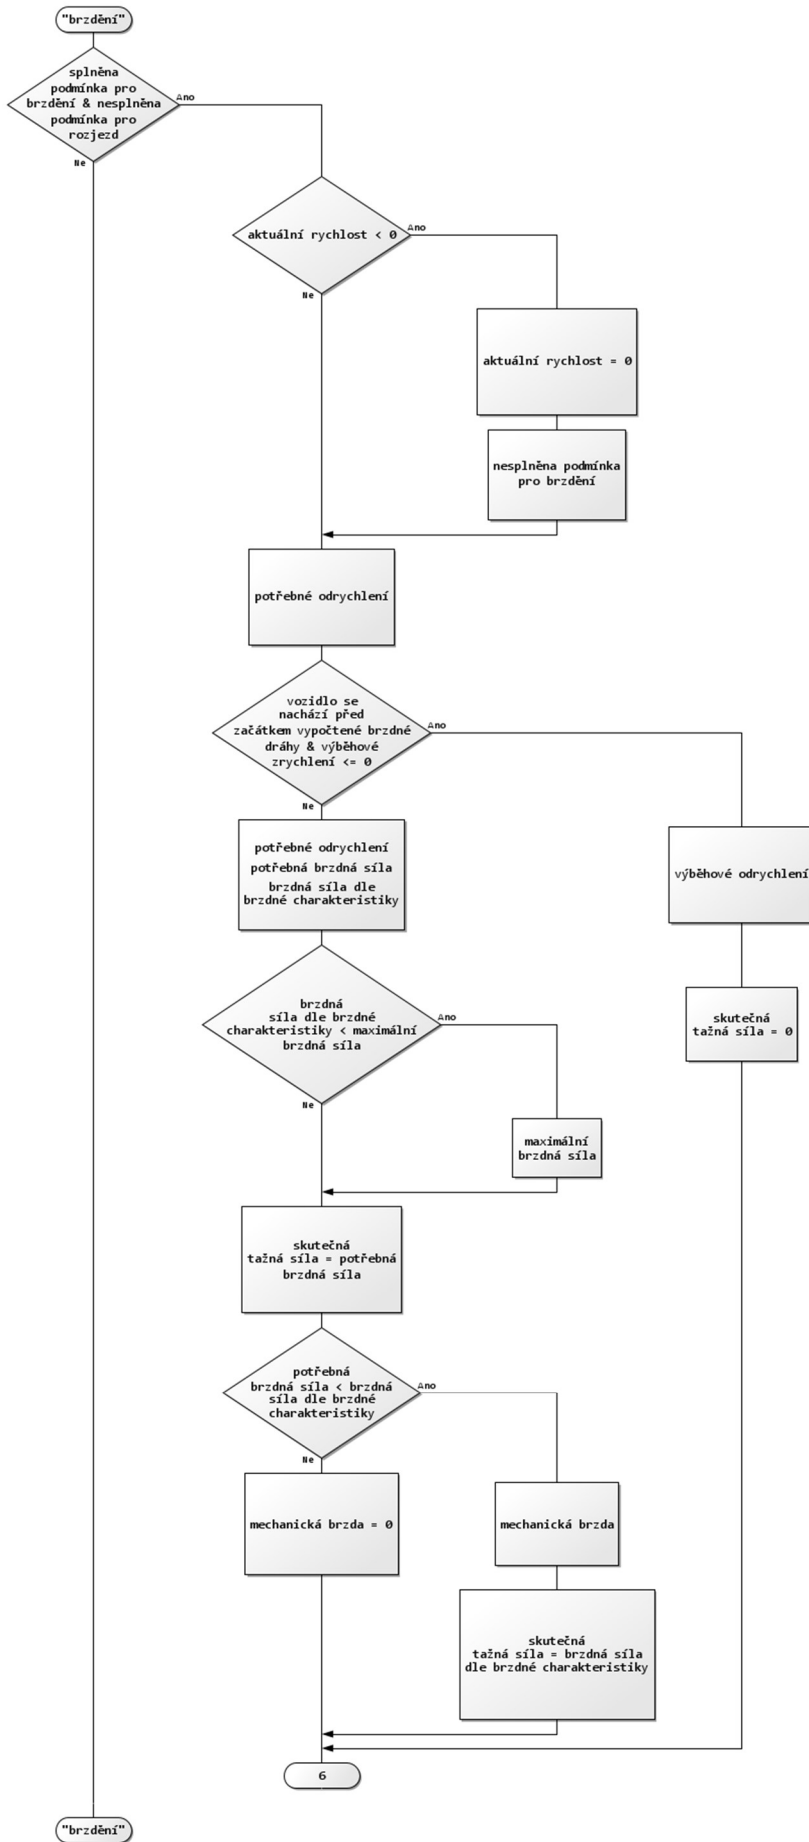 "brzdění"
splněna
podmínka pro
brzdění & nesplněna
podmínka pro
rozjezd
Ano
Ne
aktuální rychlost < 0
Ano
Ne
aktuální rychlost = 0
nesplněna podmínka
pro brzdění
potřebné odrychlení
vozidlo se
nachází před
začátkem vypočtené brzdné
dráhy & výběhové
zrychlení <= 0
Ano
Ne
potřebné odrychlení
potřebná brzdná síla
brzdná síla dle
brzdné charakteristiky
výběhové odrychlení
brzdná
síla dle brzdné
charakteristiky < maximální
brzdná síla
Ano
Ne
skutečná
tažná síla = 0
maximální
brzdná síla
skutečná
tažná síla = potřebná
brzdná síla
potřebná
brzdná síla < brzdná
síla dle brzdné
charakteristiky
Ano
Ne
mechanická brzda = 0
mechanická brzda
skutečná
tažná síla = brzdná síla
dle brzdné charakteristiky
6
"brzdění"